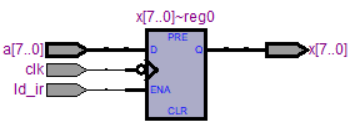 x[7..0]~reg0
PRE
a[7..0] D Q x[7..0]
clk
ld_ir ENA
CLR